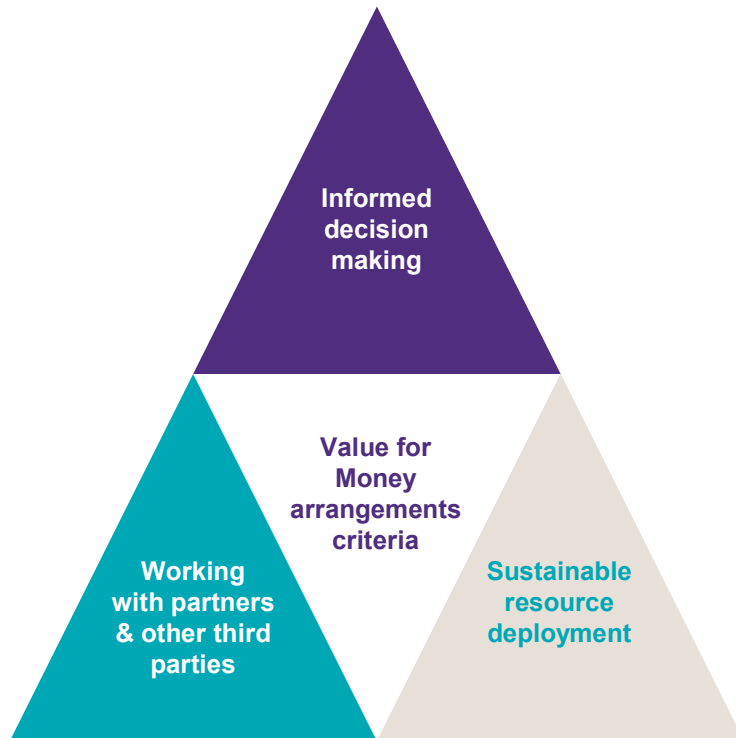 Informed
decision
making
Value for
Money
arrangements
criteria
Working
with partners
& other third
parties
Sustainable
resource
deployment